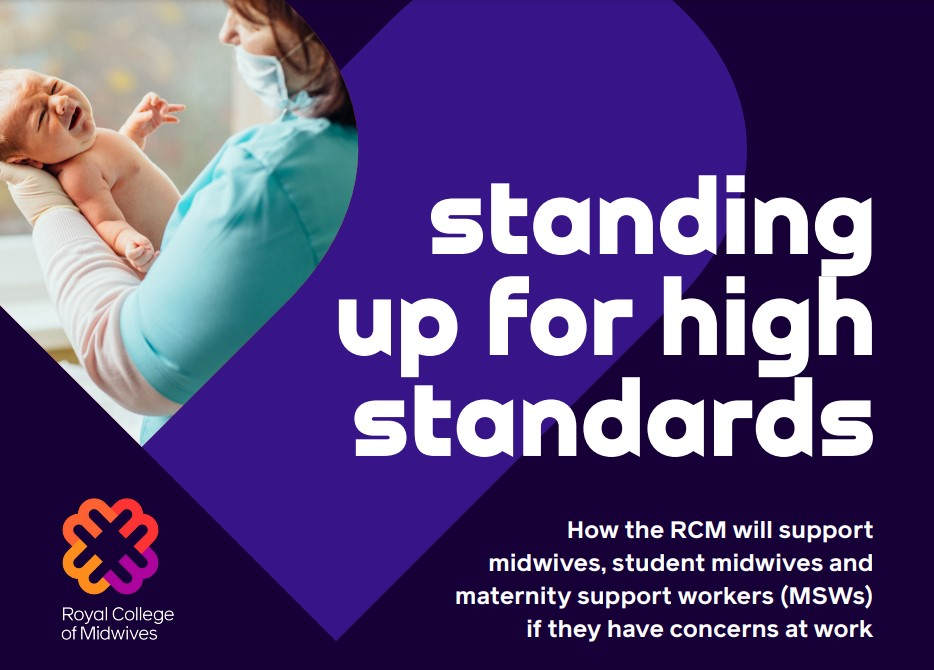 standing
up for high
standards
How the RCM will support
midwives, student midwives and
maternity support workers (MSWs)
if they have concerns at work
Royal College
of Midwives